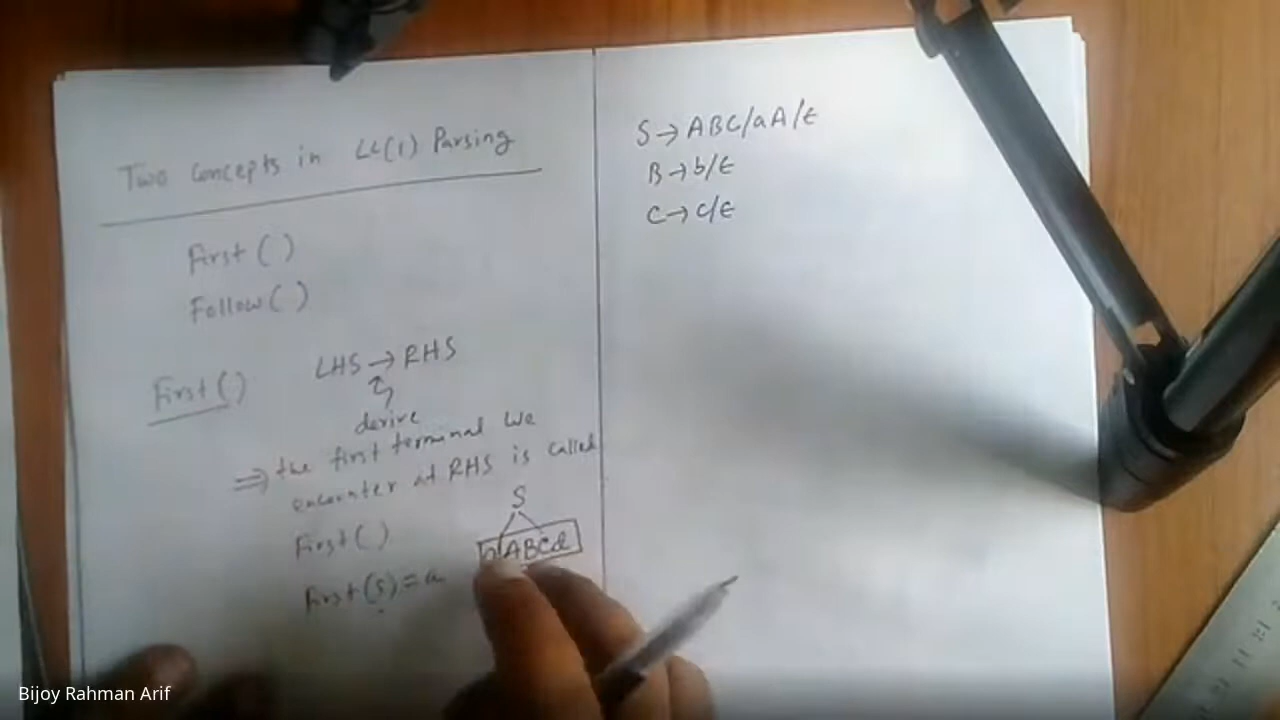 Two Concepts in LL(1) Parsing
First ( )
Follow ( )
First ( )
LHS → RHS
derive
⇒ the first terminal we
encounter at RHS is called
First ( )
S
aABCd
First (S) = a
S → ABC/aA/ϵ
B → b/ϵ
C → c/ϵ
Bijoy Rahman Arif